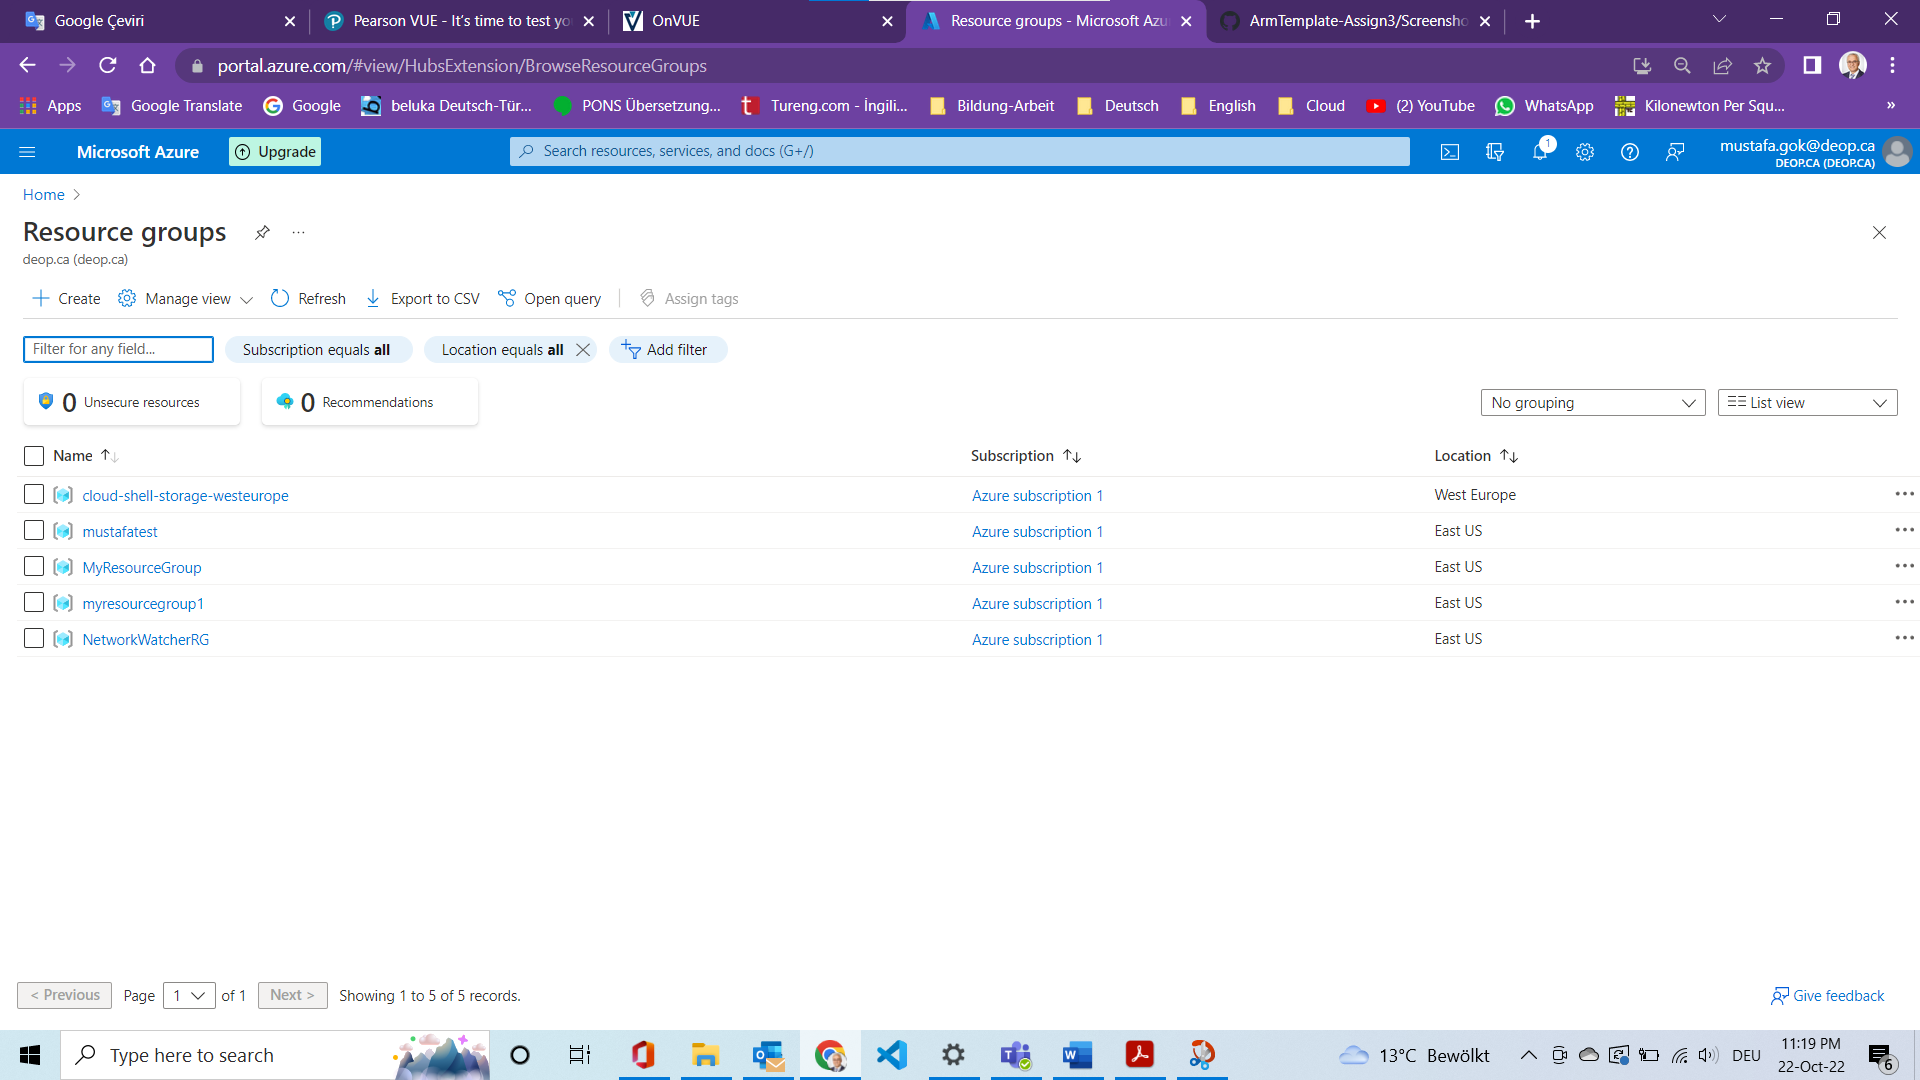 Google Çeviri
Pearson VUE - It's time to test yo
OnVUE
Resource groups - Microsoft Azu
ArmTemplate-Assign3/Screensho
portal.azure.com/#view/HubsExtension/BrowseResourceGroups
Apps
Google Translate
Google
beluka Deutsch-Tür...
PONS Übersetzung...
Tureng.com - İngili...
Bildung-Arbeit
Deutsch
English
Cloud
(2) YouTube
WhatsApp
Kilonewton Per Squ...
»
Microsoft Azure
Upgrade
Search resources, services, and docs (G+/)
1
mustafa.gok@deop.ca
DEOP.CA (DEOP.CA)
Home >
Resource groups
...
deop.ca (deop.ca)
Create
Manage view
Refresh
Export to CSV
Open query
Assign tags
Filter for any field...
Subscription equals all
Location equals all
Add filter
0 Unsecure resources
0 Recommendations
No grouping
List view
Name ↑↓
Subscription ↑↓
Location ↑↓
cloud-shell-storage-westeurope
Azure subscription 1
West Europe
mustafatest
Azure subscription 1
East US
MyResourceGroup
Azure subscription 1
East US
myresourcegroup1
Azure subscription 1
East US
NetworkWatcherRG
Azure subscription 1
East US
< Previous
Page
1
of 1
Next >
Showing 1 to 5 of 5 records.
Give feedback
Type here to search
13°C Bewölkt
DEU
11:19 PM
22-Oct-22
6